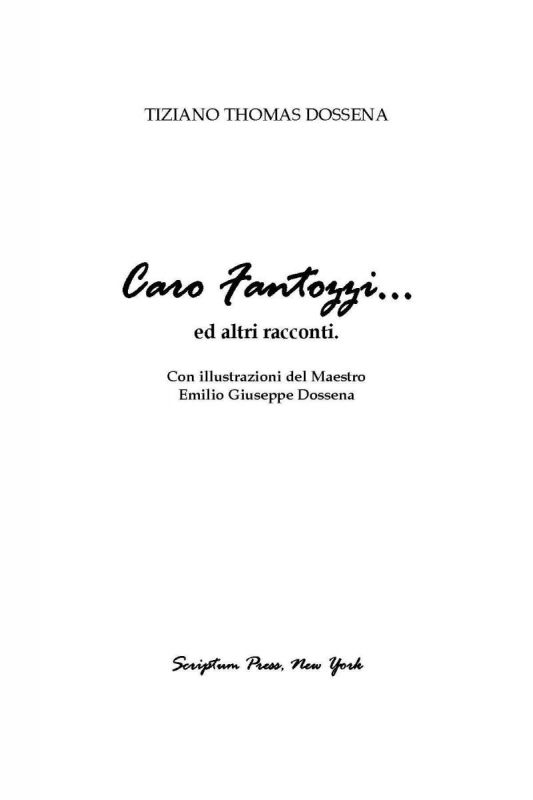 TIZIANO THOMAS DOSSENA
Caro Fantozzi...
ed altri racconti.
Con illustrazioni del Maestro
Emilio Giuseppe Dossena
Scriptum Press, New York